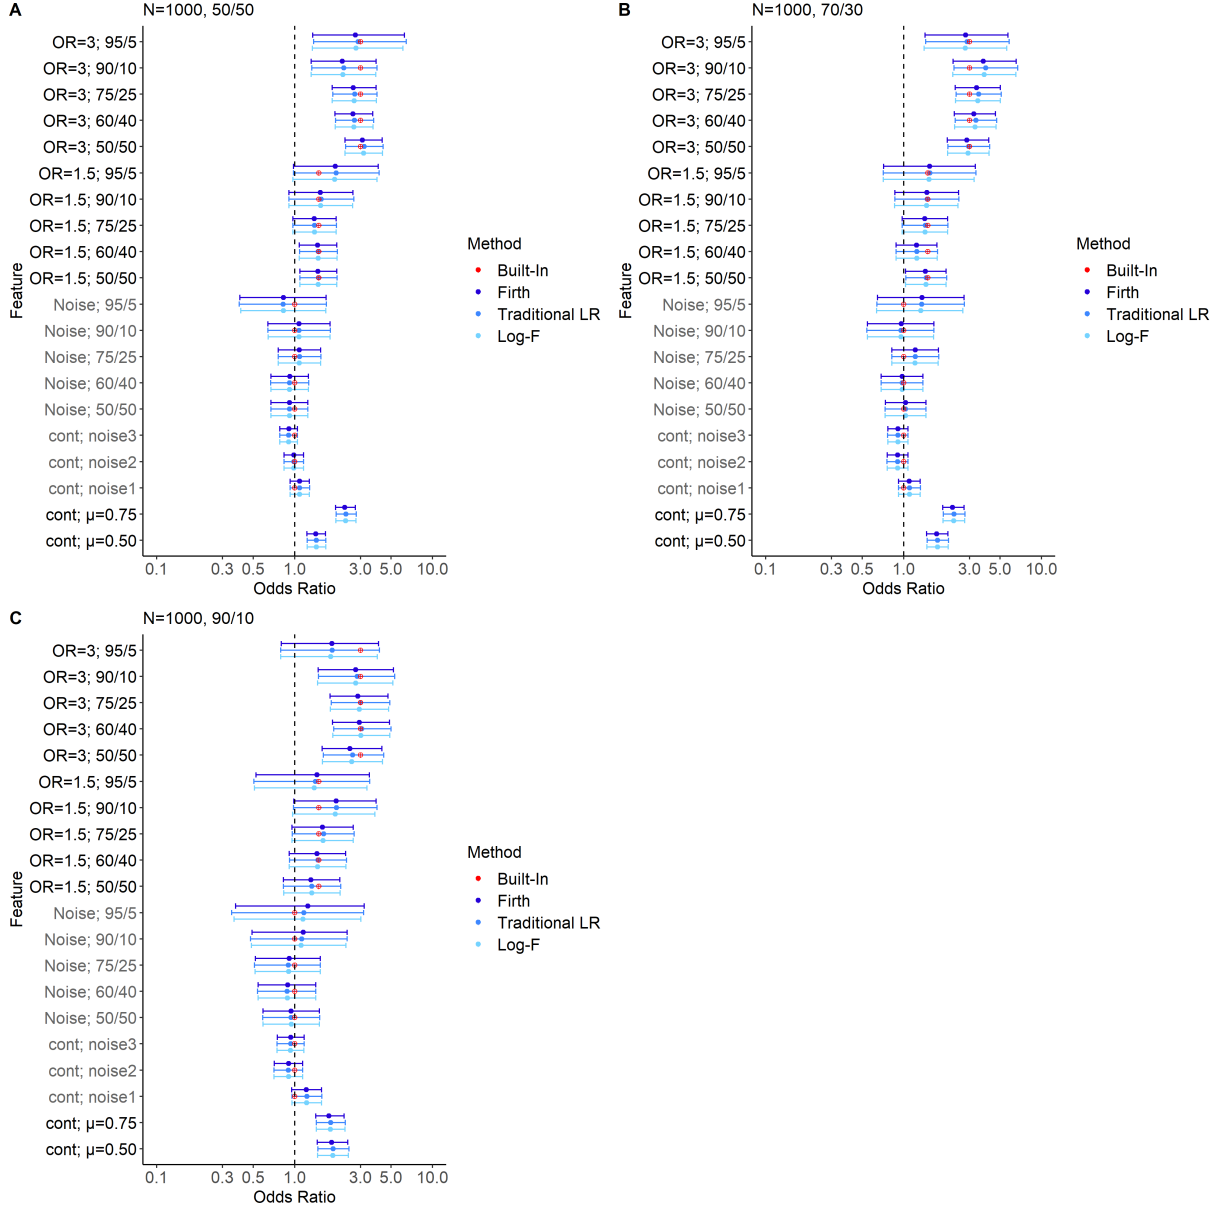 A
N=1000, 50/50
Feature
OR=3; 95/5
OR=3; 90/10
OR=3; 75/25
OR=3; 60/40
OR=3; 50/50
OR=1.5; 95/5
OR=1.5; 90/10
OR=1.5; 75/25
OR=1.5; 60/40
OR=1.5; 50/50
Noise; 95/5
Noise; 90/10
Noise; 75/25
Noise; 60/40
Noise; 50/50
cont; noise3
cont; noise2
cont; noise1
cont; μ=0.75
cont; μ=0.50
0.1 0.3 0.5 1.0 3.0 5.0 10.0
Odds Ratio
Method
Built-In
Firth
Traditional LR
Log-F
B
N=1000, 70/30
Feature
OR=3; 95/5
OR=3; 90/10
OR=3; 75/25
OR=3; 60/40
OR=3; 50/50
OR=1.5; 95/5
OR=1.5; 90/10
OR=1.5; 75/25
OR=1.5; 60/40
OR=1.5; 50/50
Noise; 95/5
Noise; 90/10
Noise; 75/25
Noise; 60/40
Noise; 50/50
cont; noise3
cont; noise2
cont; noise1
cont; μ=0.75
cont; μ=0.50
0.1 0.3 0.5 1.0 3.0 5.0 10.0
Odds Ratio
Method
Built-In
Firth
Traditional LR
Log-F
C
N=1000, 90/10
Feature
OR=3; 95/5
OR=3; 90/10
OR=3; 75/25
OR=3; 60/40
OR=3; 50/50
OR=1.5; 95/5
OR=1.5; 90/10
OR=1.5; 75/25
OR=1.5; 60/40
OR=1.5; 50/50
Noise; 95/5
Noise; 90/10
Noise; 75/25
Noise; 60/40
Noise; 50/50
cont; noise3
cont; noise2
cont; noise1
cont; μ=0.75
cont; μ=0.50
0.1 0.3 0.5 1.0 3.0 5.0 10.0
Odds Ratio
Method
Built-In
Firth
Traditional LR
Log-F